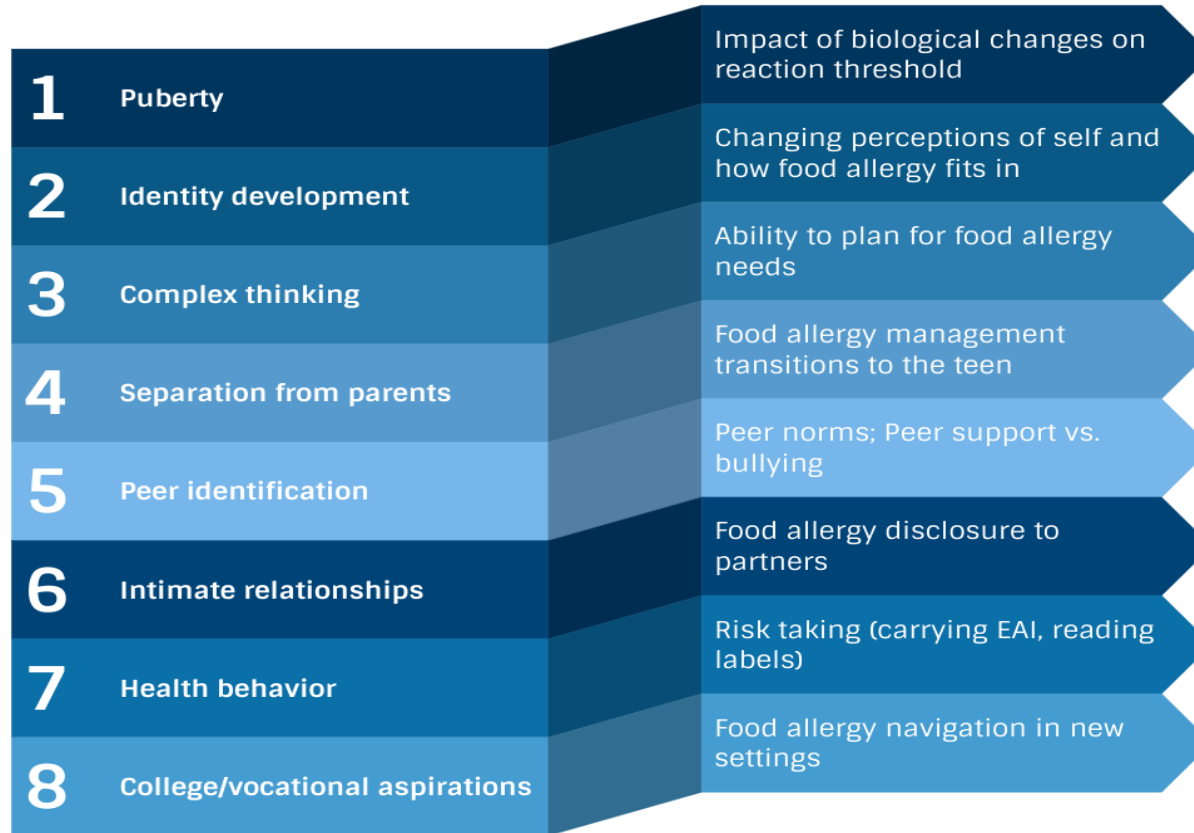 1 Puberty
Impact of biological changes on
reaction threshold
2 Identity development
Changing perceptions of self and
how food allergy fits in
3 Complex thinking
Ability to plan for food allergy
needs
4 Separation from parents
Food allergy management
transitions to the teen
5 Peer identification
Peer norms; Peer support vs.
bullying
6 Intimate relationships
Food allergy disclosure to
partners
7 Health behavior
Risk taking (carrying EAI, reading
labels)
8 College/vocational aspirations
Food allergy navigation in new
settings